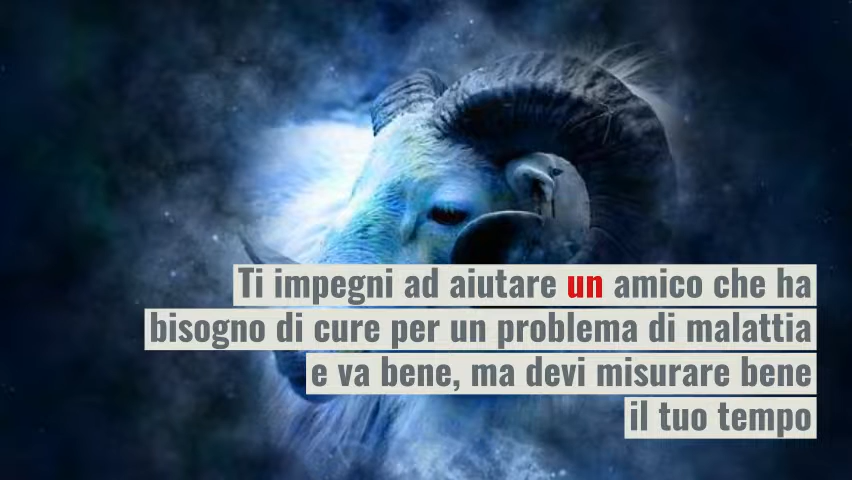 Ti impegni ad aiutare un amico che ha
bisogno di cure per un problema di malattia
e va bene, ma devi misurare bene
il tuo tempo